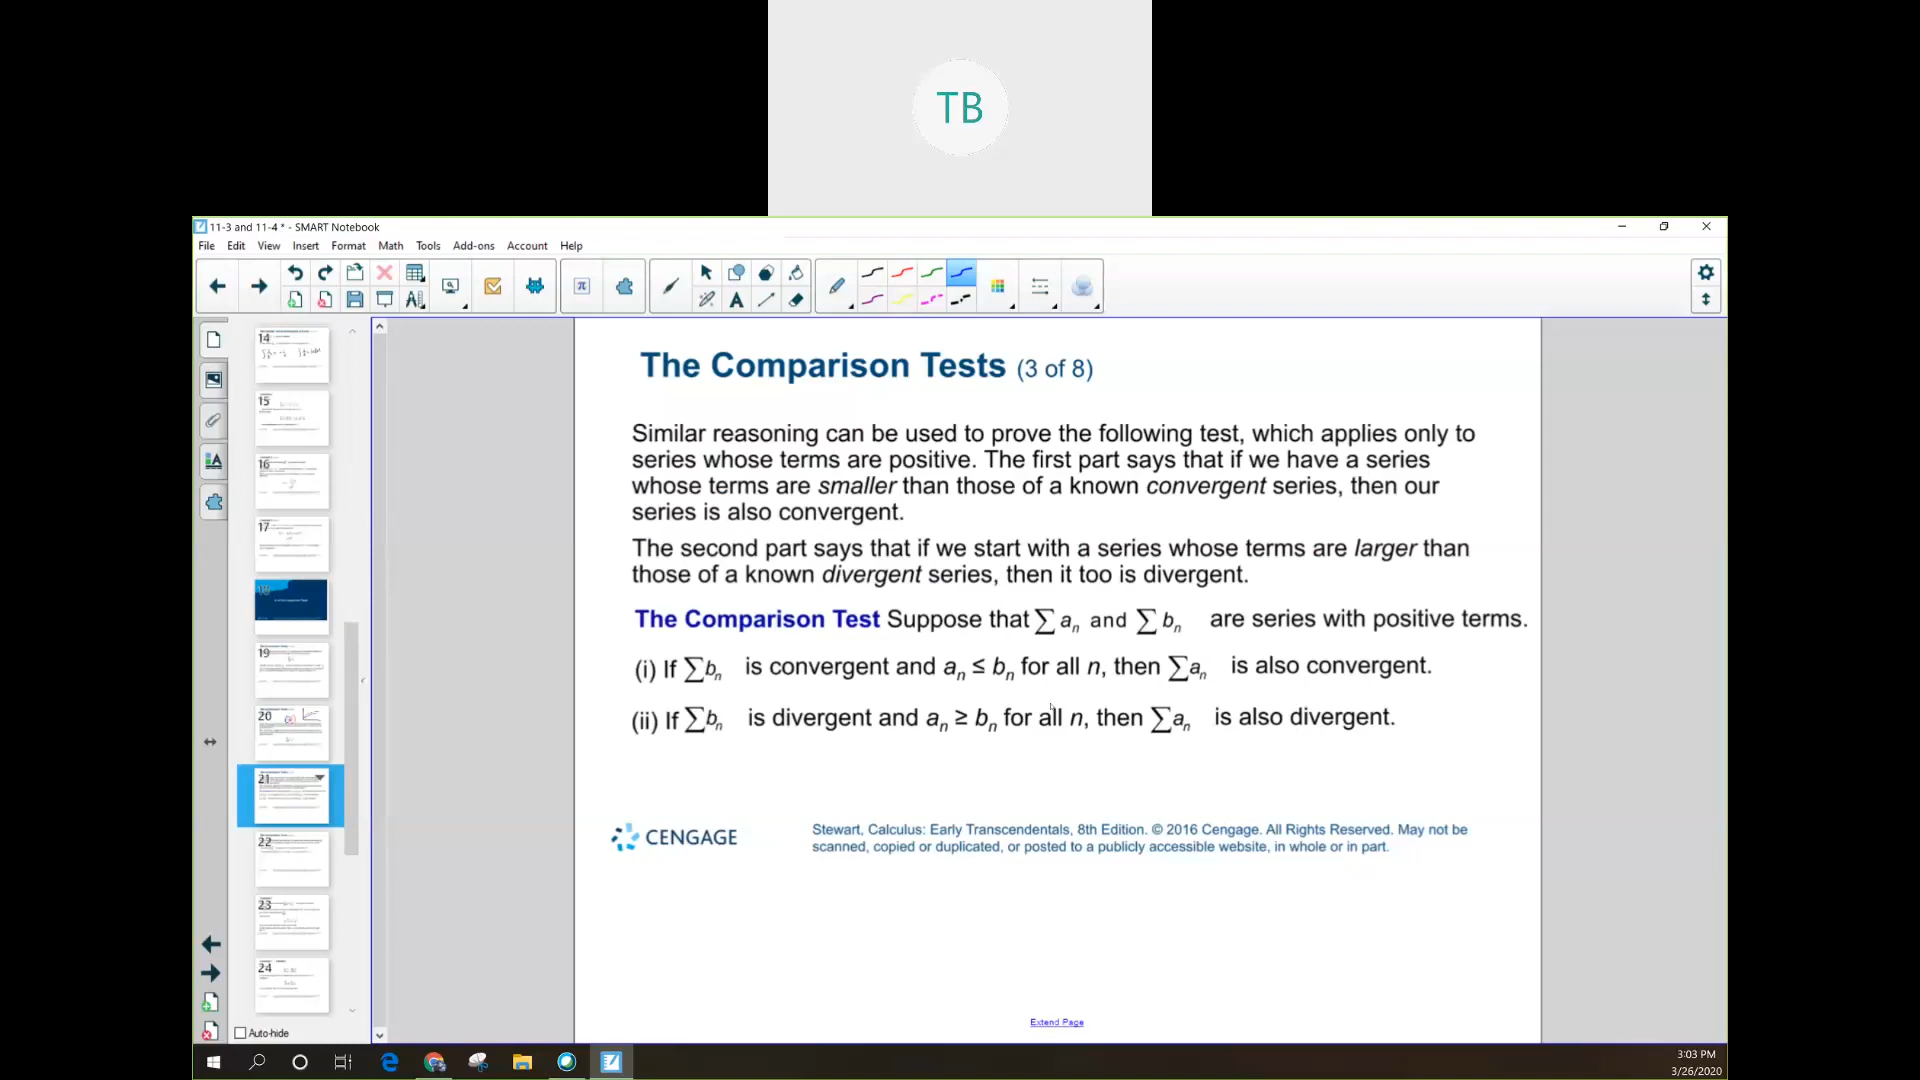 TB
11-3 and 11-4 * - SMART Notebook
File Edit View Insert Format Math Tools Add-ons Account Help
14
15
16
17
19
20
21
22
23
24
Auto-hide
The Comparison Tests (3 of 8)
Similar reasoning can be used to prove the following test, which applies only to
series whose terms are positive. The first part says that if we have a series
whose terms are smaller than those of a known convergent series, then our
series is also convergent.
The second part says that if we start with a series whose terms are larger than
those of a known divergent series, then it too is divergent.
The Comparison Test Suppose that ∑ aₙ and ∑ bₙ are series with positive terms.
(i) If ∑bₙ is convergent and aₙ ≤ bₙ for all n, then ∑aₙ is also convergent.
(ii) If ∑bₙ is divergent and aₙ ≥ bₙ for all n, then ∑aₙ is also divergent.
CENGAGE
Stewart, Calculus: Early Transcendentals, 8th Edition. © 2016 Cengage. All Rights Reserved. May not be
scanned, copied or duplicated, or posted to a publicly accessible website, in whole or in part.
Extend Page
3:03 PM
3/26/2020